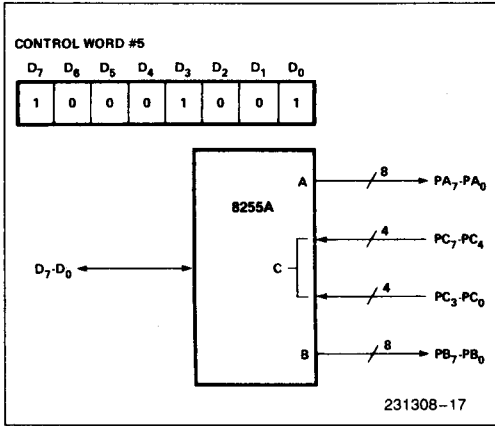 CONTROL WORD #5
D7 D6 D5 D4 D3 D2 D1 D0
1 0 0 0 1 0 0 1
A 8 PA7-PA0
8255A
4 PC7-PC4
D7-D0 C
4 PC3-PC0
B 8 PB7-PB0
231308-17